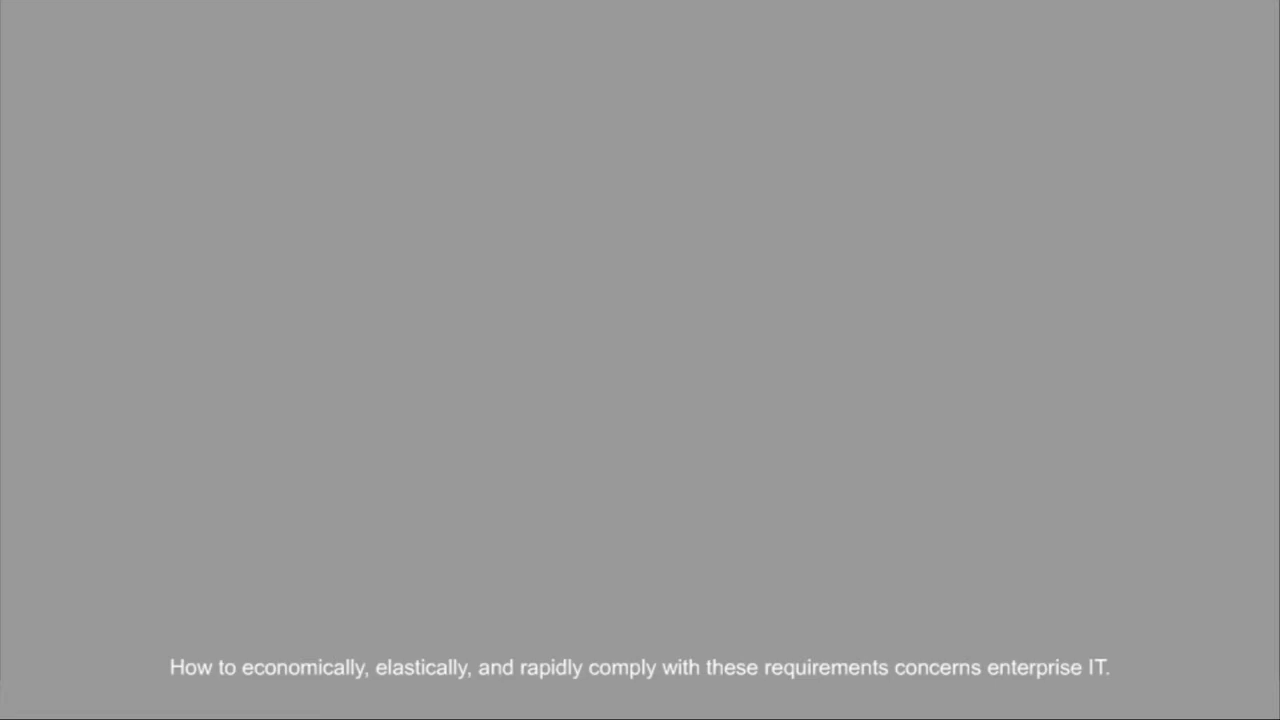 How to economically, elastically, and rapidly comply with these requirements concerns enterprise IT.